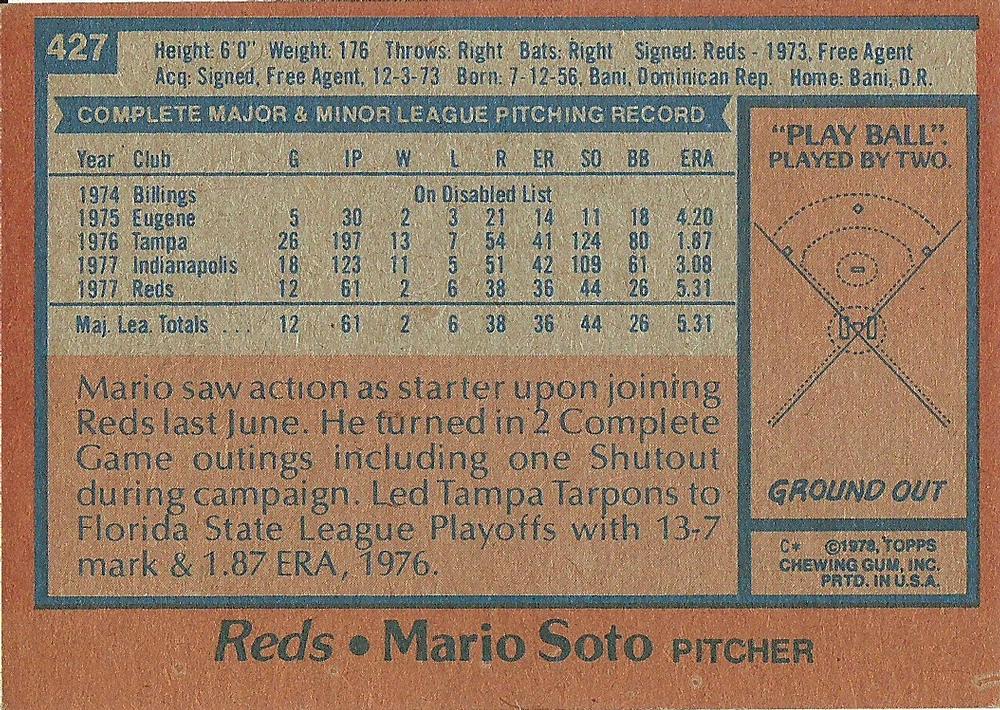 427
Height: 6'0" Weight: 176 Throws: Right Bats: Right Signed: Reds - 1973, Free Agent
Acq: Signed, Free Agent, 12-3-73 Born: 7-12-56, Bani, Dominican Rep. Home: Bani, D.R.
COMPLETE MAJOR & MINOR LEAGUE PITCHING RECORD
Year Club G IP W L R ER SO BB ERA
1974 Billings On Disabled List
1975 Eugene 5 30 2 3 21 14 11 18 4.20
1976 Tampa 26 197 13 7 54 41 124 80 1.87
1977 Indianapolis 18 123 11 5 51 42 109 61 3.08
1977 Reds 12 61 2 6 38 36 44 26 5.31
Maj. Lea. Totals ... 12 61 2 6 38 36 44 26 5.31
Mario saw action as starter upon joining
Reds last June. He turned in 2 Complete
Game outings including one Shutout
during campaign. Led Tampa Tarpons to
Florida State League Playoffs with 13-7
mark & 1.87 ERA, 1976.
"PLAY BALL".
PLAYED BY TWO.
GROUND OUT
C* ©1978, TOPPS
CHEWING GUM, INC.
PRTD. IN U.S.A.
Reds • Mario Soto PITCHER